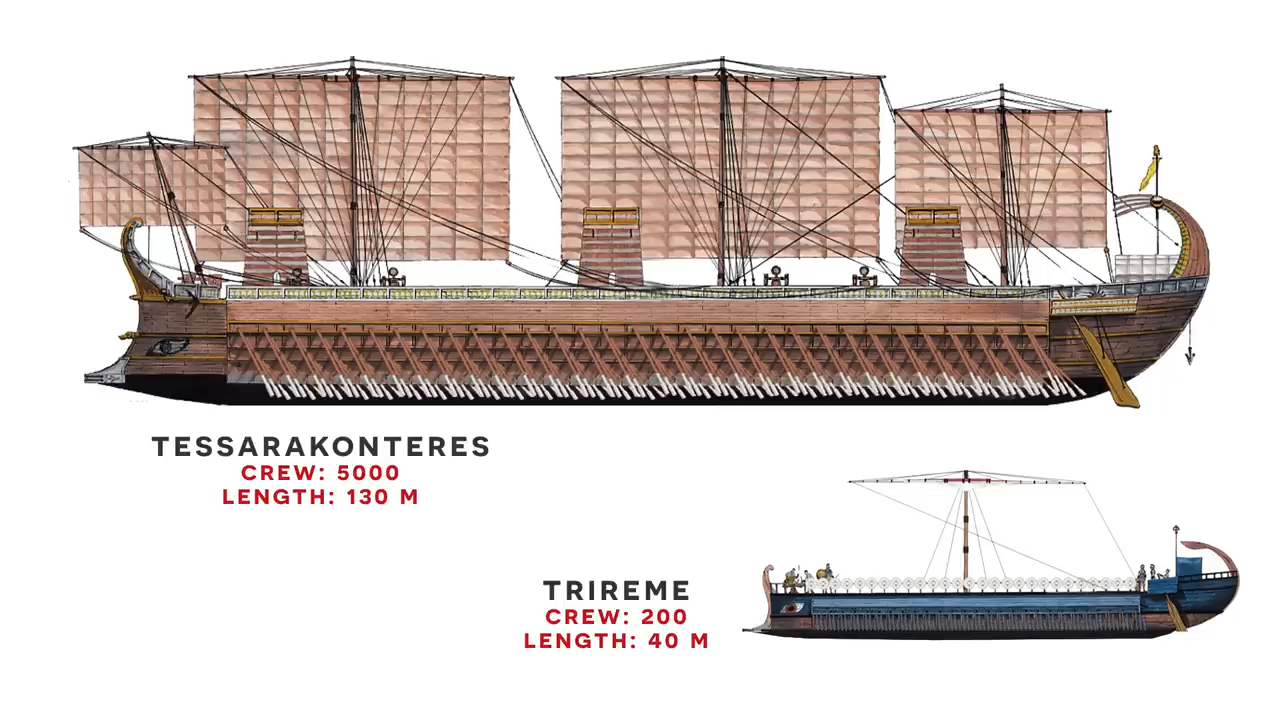 TESSARAKONTERES
CREW: 5000
LENGTH: 130 M
TRIREME
CREW: 200
LENGTH: 40 M